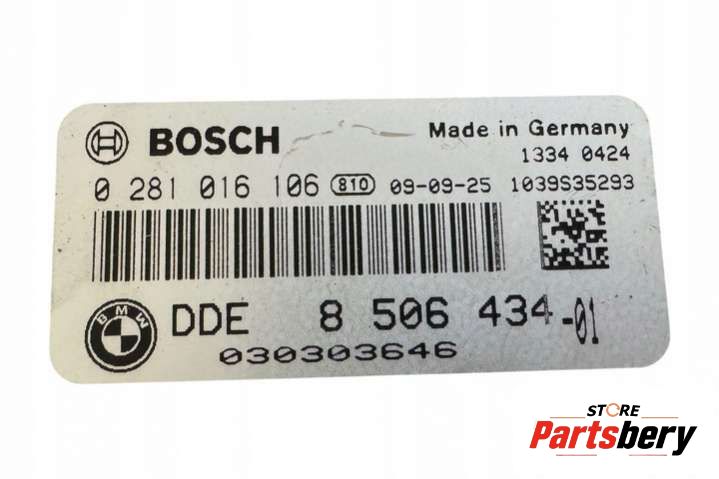 BOSCH
Made in Germany
1334 0424
0 281 016 106 810 09-09-25 1039S35293
BMW
DDE 8 506 434-01
030303646
STORE
Partsbery